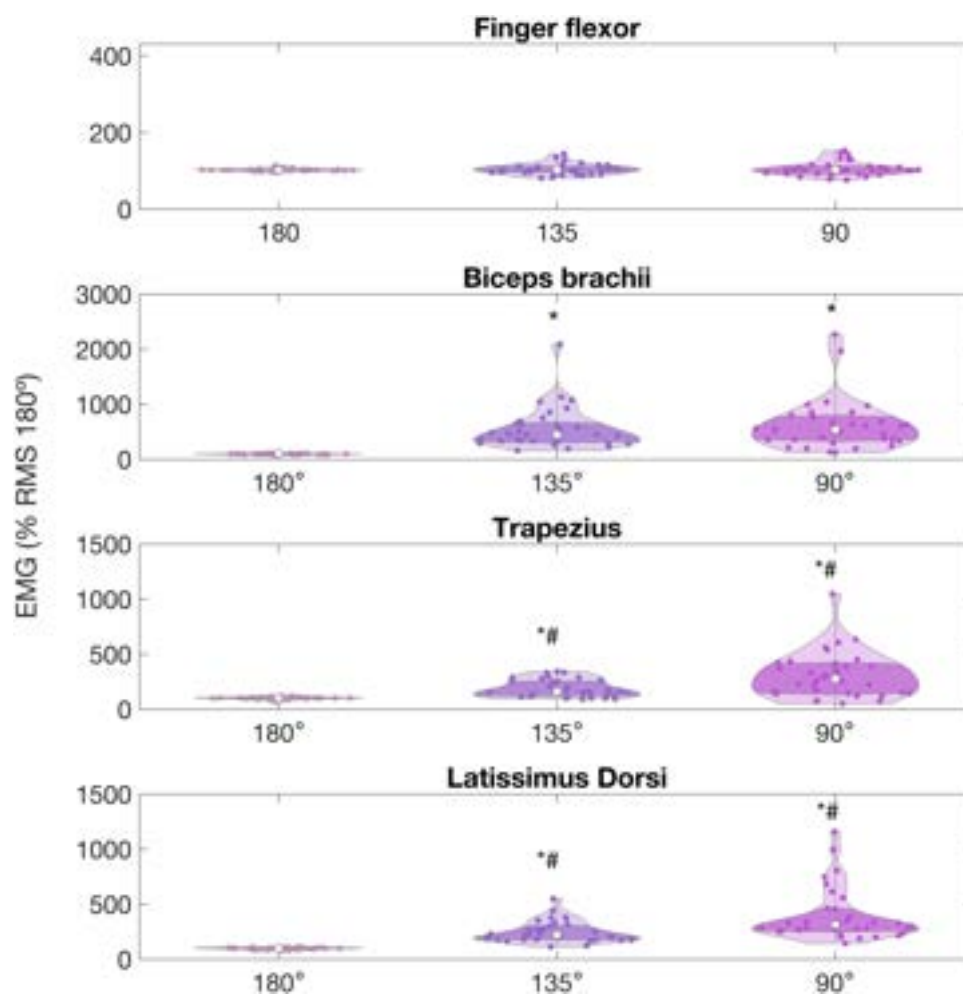 Finger flexor
400
200
0
180 135 90
Biceps brachii
3000
* *
2000
1000
0
180° 135° 90°
EMG (% RMS 180º)
Trapezius
1500
*#
1000
*#
500
0
180° 135° 90°
Latissimus Dorsi
1500
*#
1000
*#
500
0
180° 135° 90°